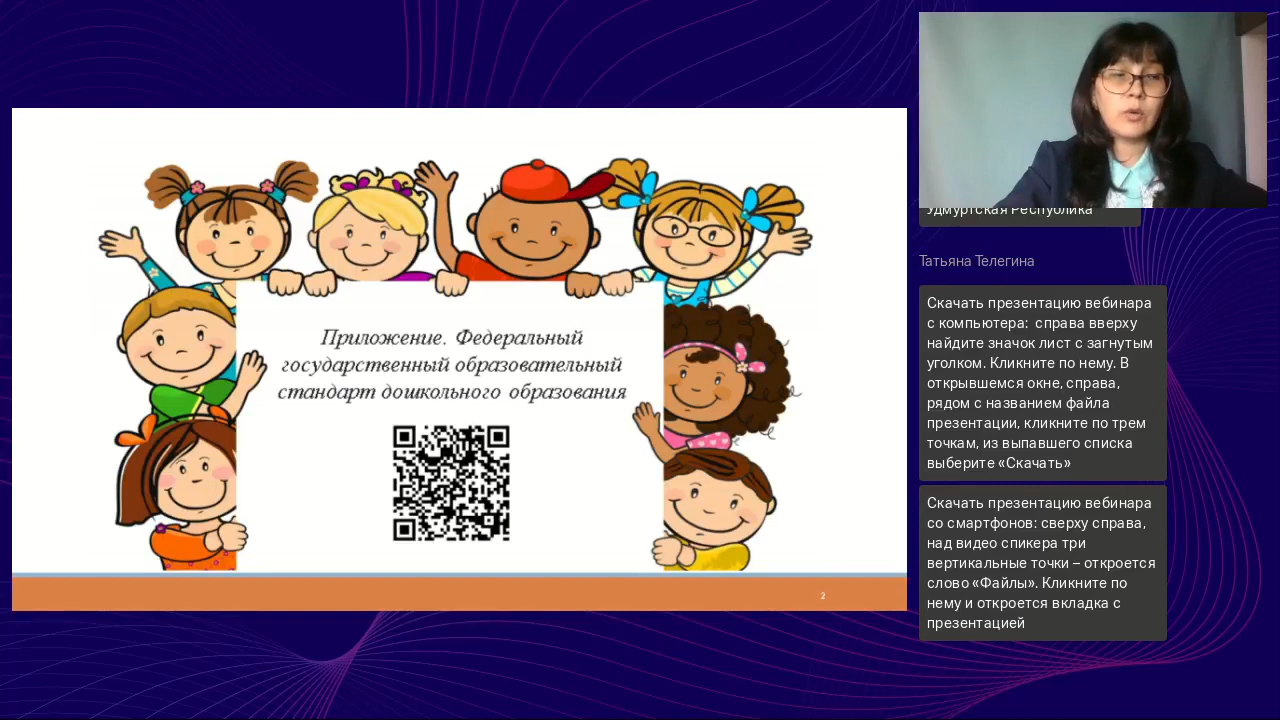 Приложение. Федеральный
государственный образовательный
стандарт дошкольного образования
2
Удмуртская Республика
Татьяна Телегина
Скачать презентацию вебинара
с компьютера:  справа вверху
найдите значок лист с загнутым
уголком. Кликните по нему. В
открывшемся окне, справа,
рядом с названием файла
презентации, кликните по трем
точкам, из выпавшего списка
выберите «Скачать»
Скачать презентацию вебинара
со смартфонов: сверху справа,
над видео спикера три
вертикальные точки – откроется
слово «Файлы». Кликните по
нему и откроется вкладка с
презентацией